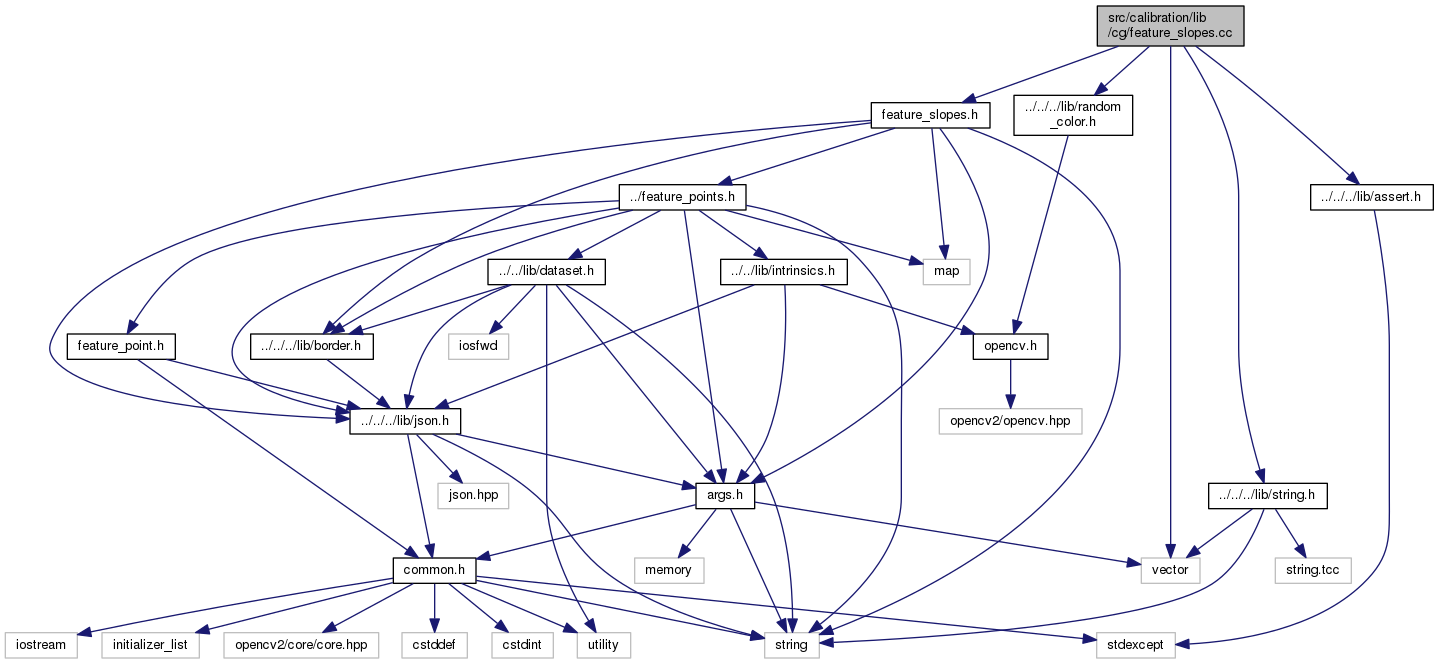 src/calibration/lib
/cg/feature_slopes.cc
feature_slopes.h
../../../lib/random
_color.h
../feature_points.h
../../../lib/assert.h
../../lib/dataset.h
../../lib/intrinsics.h
map
feature_point.h
../../../lib/border.h
iosfwd
opencv.h
../../../lib/json.h
opencv2/opencv.hpp
json.hpp
args.h
../../../lib/string.h
common.h
memory
vector
string.tcc
iostream
initializer_list
opencv2/core/core.hpp
cstddef
cstdint
utility
string
stdexcept